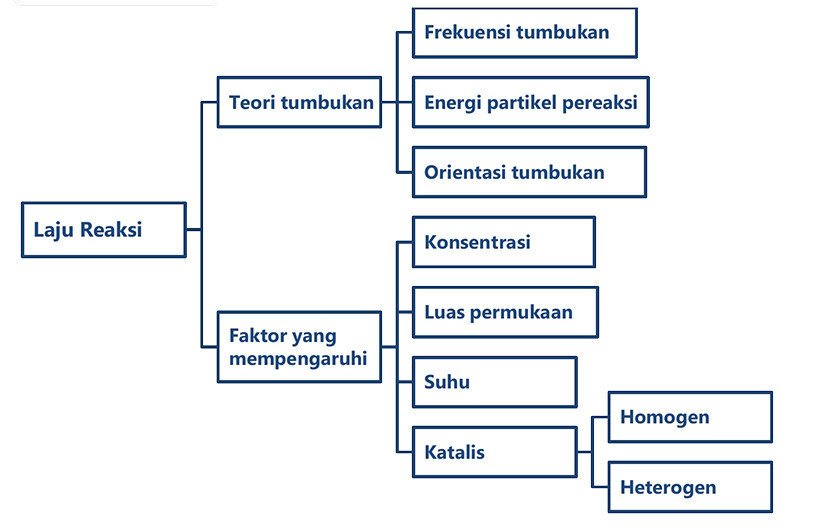 Frekuensi tumbukan
Teori tumbukan
Energi partikel pereaksi
Orientasi tumbukan
Laju Reaksi
Konsentrasi
Luas permukaan
Faktor yang
mempengaruhi
Suhu
Katalis
Homogen
Heterogen